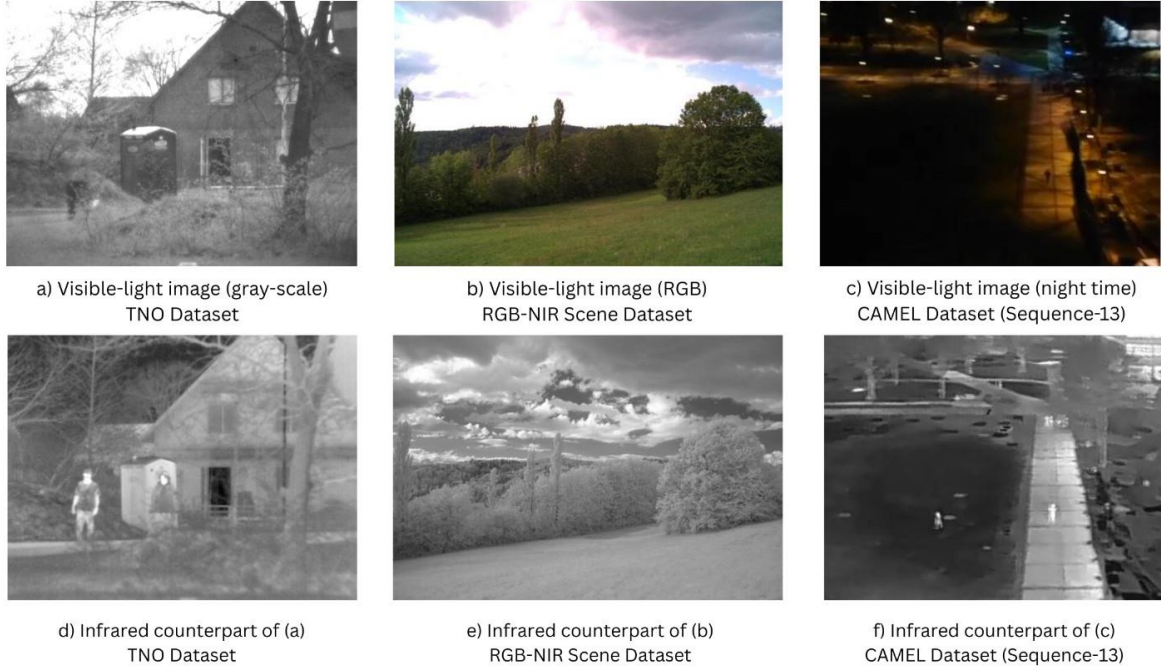 a) Visible-light image (gray-scale)
TNO Dataset
b) Visible-light image (RGB)
RGB-NIR Scene Dataset
c) Visible-light image (night time)
CAMEL Dataset (Sequence-13)
d) Infrared counterpart of (a)
TNO Dataset
e) Infrared counterpart of (b)
RGB-NIR Scene Dataset
f) Infrared counterpart of (c)
CAMEL Dataset (Sequence-13)